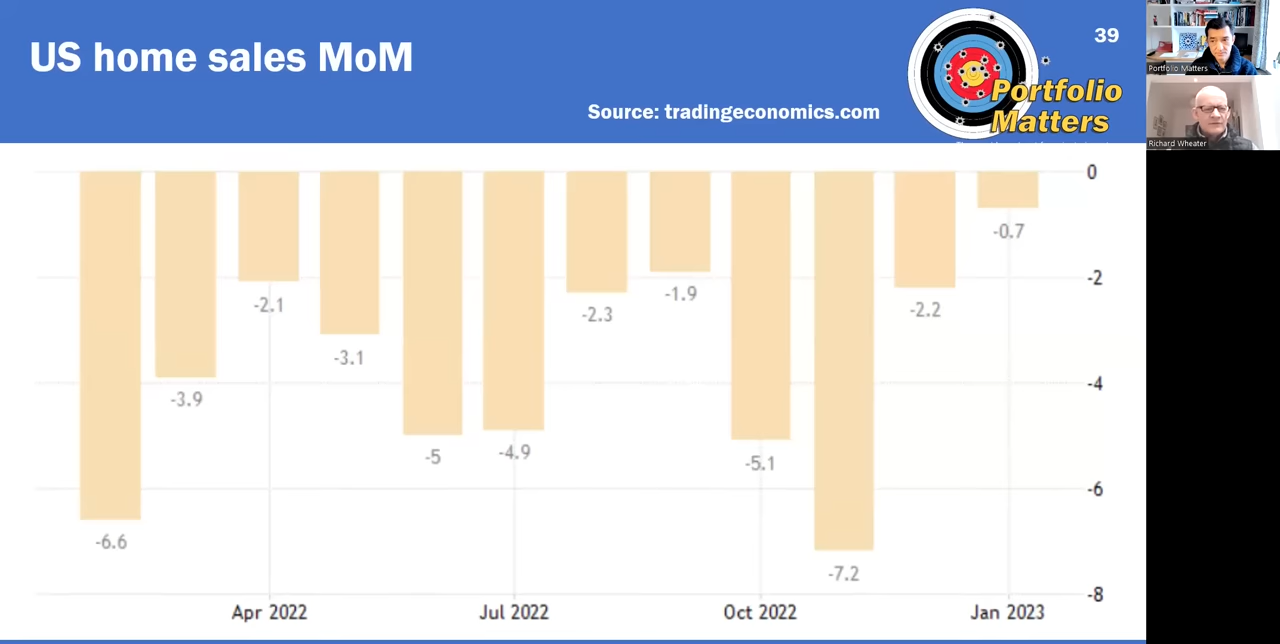 US home sales MoM
39
Source: tradingeconomics.com
Portfolio
Matters
Portfolio Matters
Richard Wheater
0
-2
-4
-6
-8
-6.6
-3.9
-2.1
-3.1
-5
-4.9
-2.3
-1.9
-5.1
-7.2
-2.2
-0.7
Apr 2022
Jul 2022
Oct 2022
Jan 2023